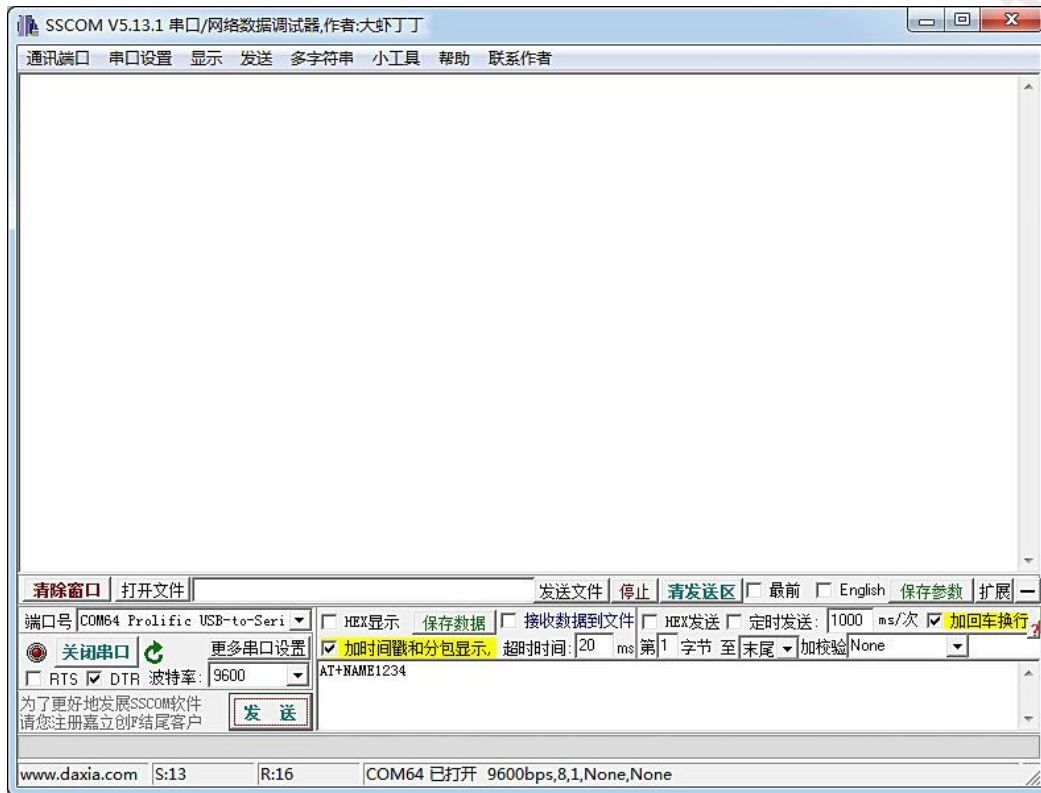 SSCOM V5.13.1 串口/网络数据调试器,作者:大虾丁丁
通讯端口 串口设置 显示 发送 多字符串 小工具 帮助 联系作者
清除窗口 打开文件 发送文件 停止 清发送区 最前 English 保存参数 扩展 —
端口号 COM64 Prolific USB-to-Seri HEX显示 保存数据 接收数据到文件 HEX发送 定时发送: 1000 ms/次 加回车换行 ?
关闭串口 更多串口设置 加时间戳和分包显示, 超时时间: 20 ms 第 1 字节 至 末尾 加校验 None
RTS DTR 波特率: 9600 AT+NAME1234
为了更好地发展SSCOM软件
请您注册嘉立创F结尾客户
发 送
www.daxia.com S:13 R:16 COM64 已打开 9600bps,8,1,None,None